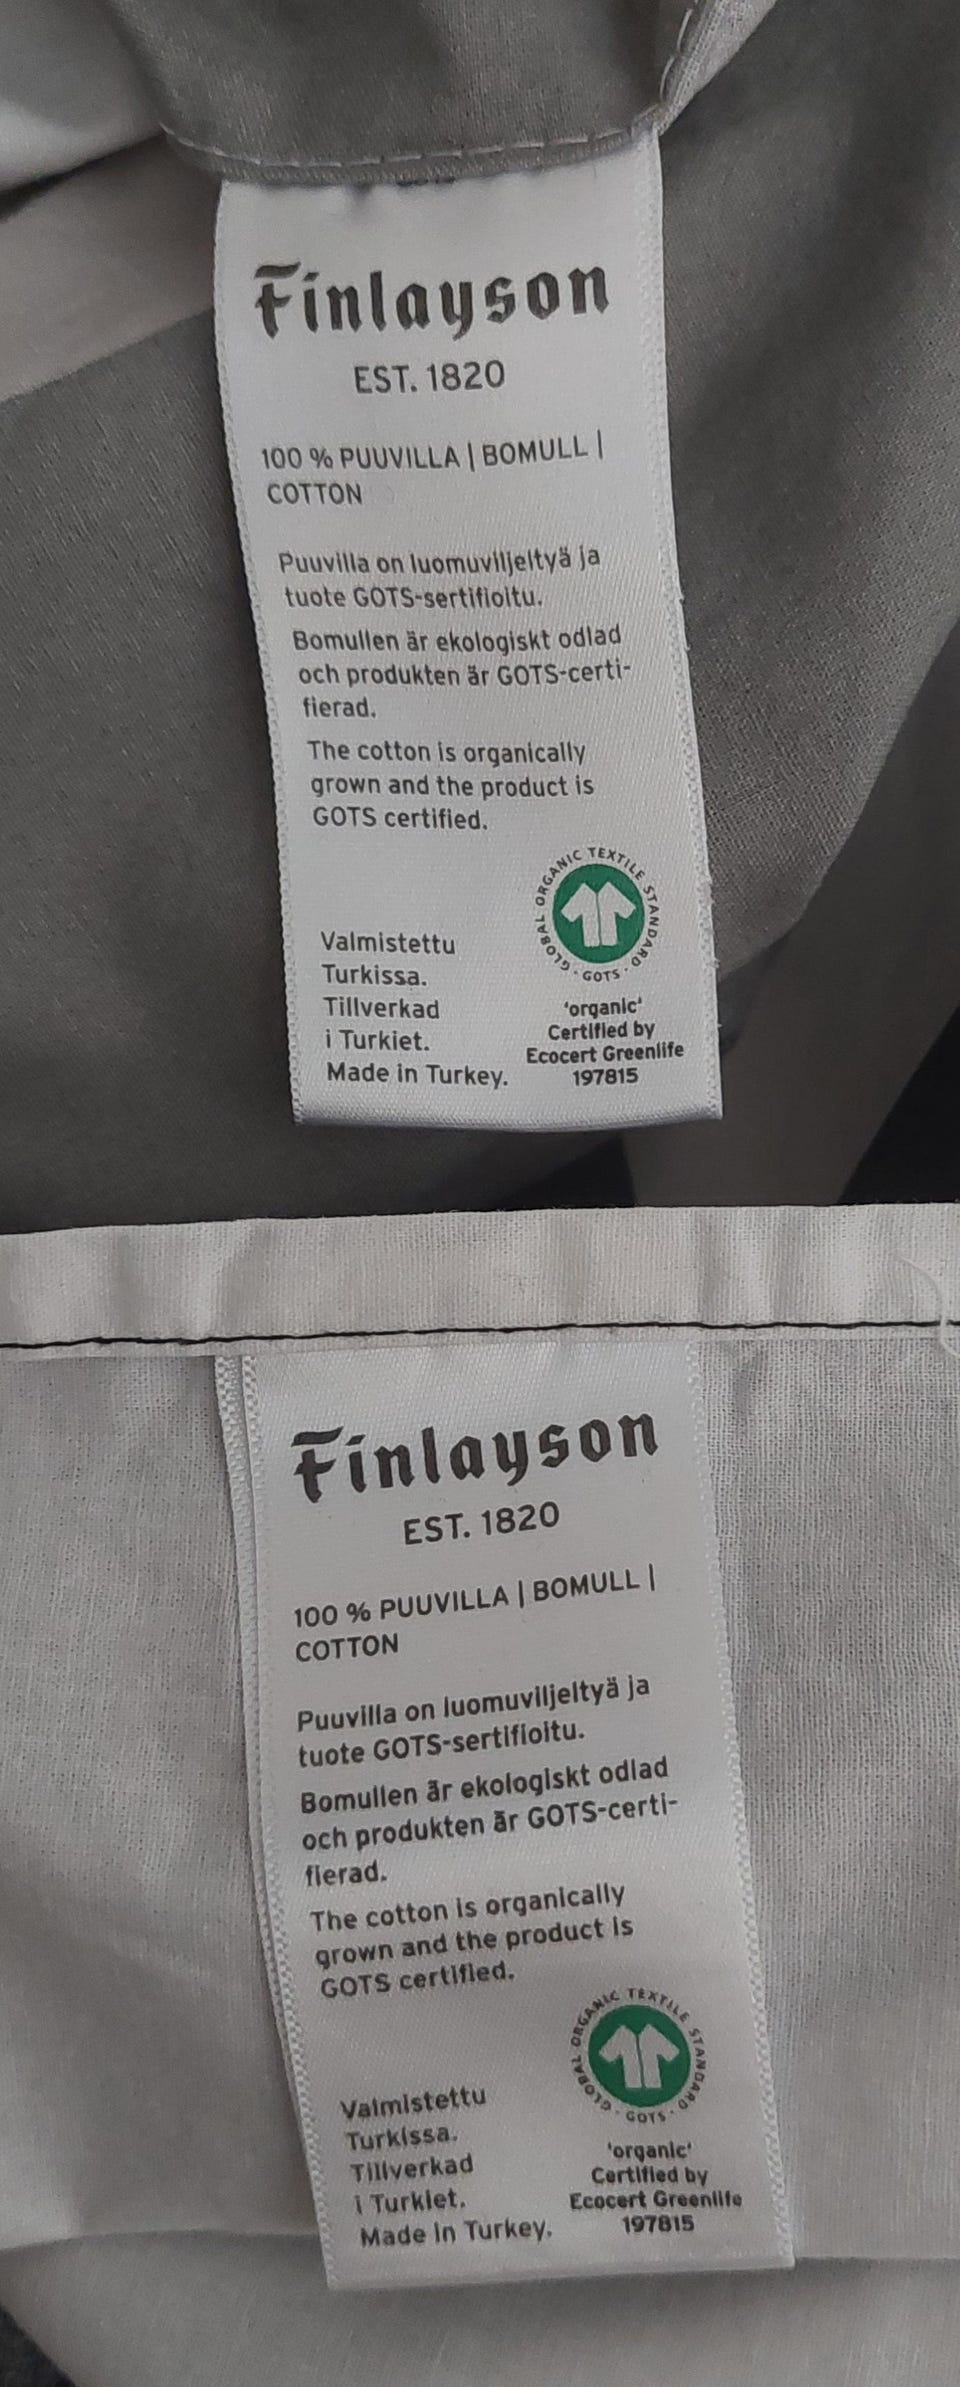 Finlayson
EST. 1820
100 % PUUVILLA | BOMULL |
COTTON
Puuvilla on luomuviljeltyä ja
tuote GOTS-sertifioitu.
Bomullen är ekologiskt odlad
och produkten är GOTS-certi-
fierad.
The cotton is organically
grown and the product is
GOTS certified.
GLOBAL ORGANIC TEXTILE STANDARD · GOTS ·
Valmistettu
Turkissa.
Tillverkad
i Turkiet.
Made in Turkey.
'organic'
Certified by
Ecocert Greenlife
197815
Finlayson
EST. 1820
100 % PUUVILLA | BOMULL |
COTTON
Puuvilla on luomuviljeltyä ja
tuote GOTS-sertifioitu.
Bomullen är ekologiskt odlad
och produkten är GOTS-certi-
fierad.
The cotton is organically
grown and the product is
GOTS certified.
GLOBAL ORGANIC TEXTILE STANDARD · GOTS ·
Valmistettu
Turkissa.
Tillverkad
i Turkiet.
Made in Turkey.
'organic'
Certified by
Ecocert Greenlife
197815